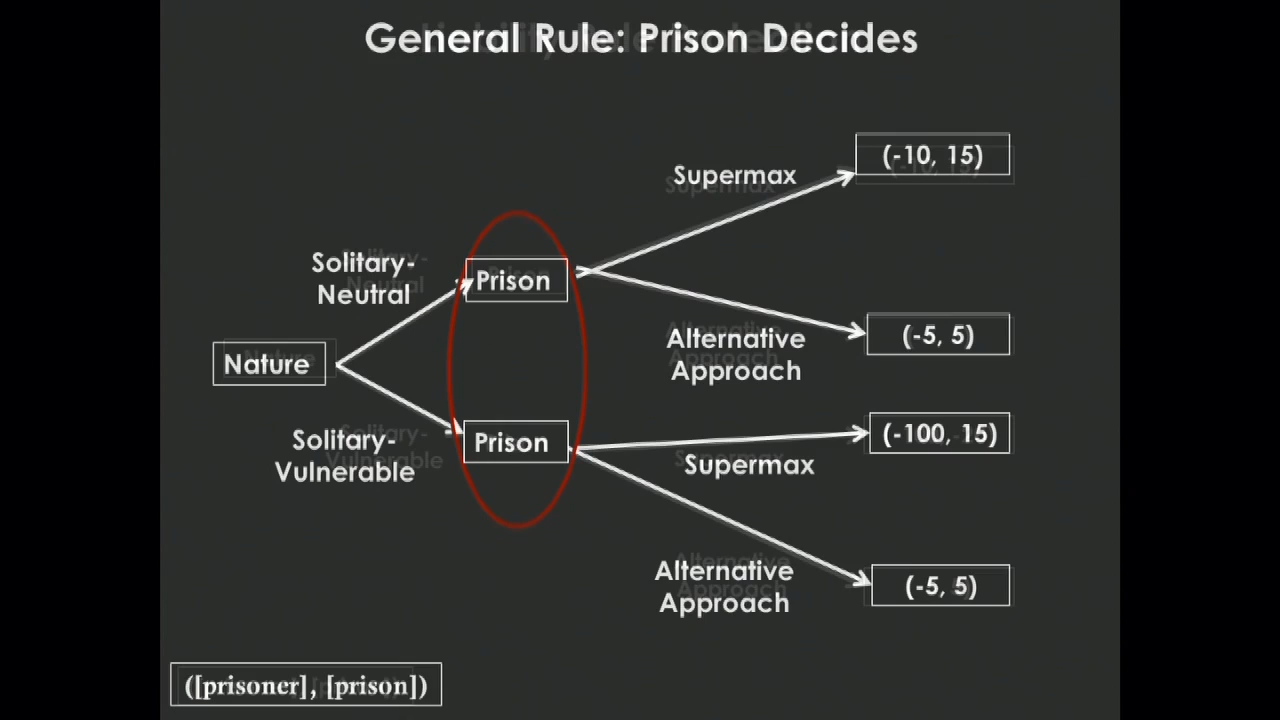 General Rule: Prison Decides
(-10, 15)
Supermax
Solitary-
Neutral
Prison
Alternative
Approach
(-5, 5)
Nature
Solitary-
Vulnerable
Prison
Supermax
(-100, 15)
Alternative
Approach
(-5, 5)
([prisoner], [prison])